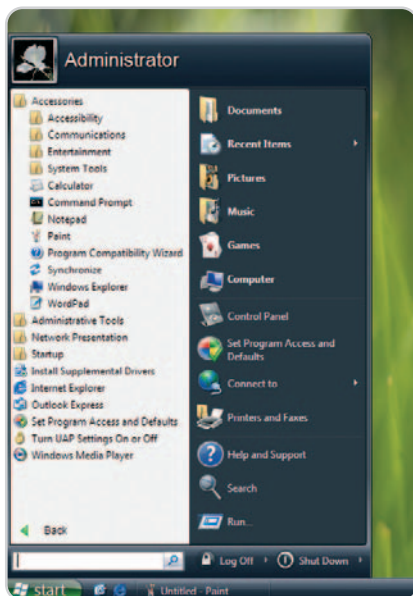 Administrator
Accessories
Accessibility
Communications
Entertainment
System Tools
Calculator
Command Prompt
Notepad
Paint
Program Compatibility Wizard
Synchronize
Windows Explorer
WordPad
Administrative Tools
Network Presentation
Startup
Install Supplemental Drivers
Internet Explorer
Outlook Express
Set Program Access and Defaults
Turn UAP Settings On or Off
Windows Media Player
Back
Documents
Recent Items
Pictures
Music
Games
Computer
Control Panel
Set Program Access and
Defaults
Connect to
Printers and Faxes
Help and Support
Search
Run...
Log Off
Shut Down
start
Untitled - Paint